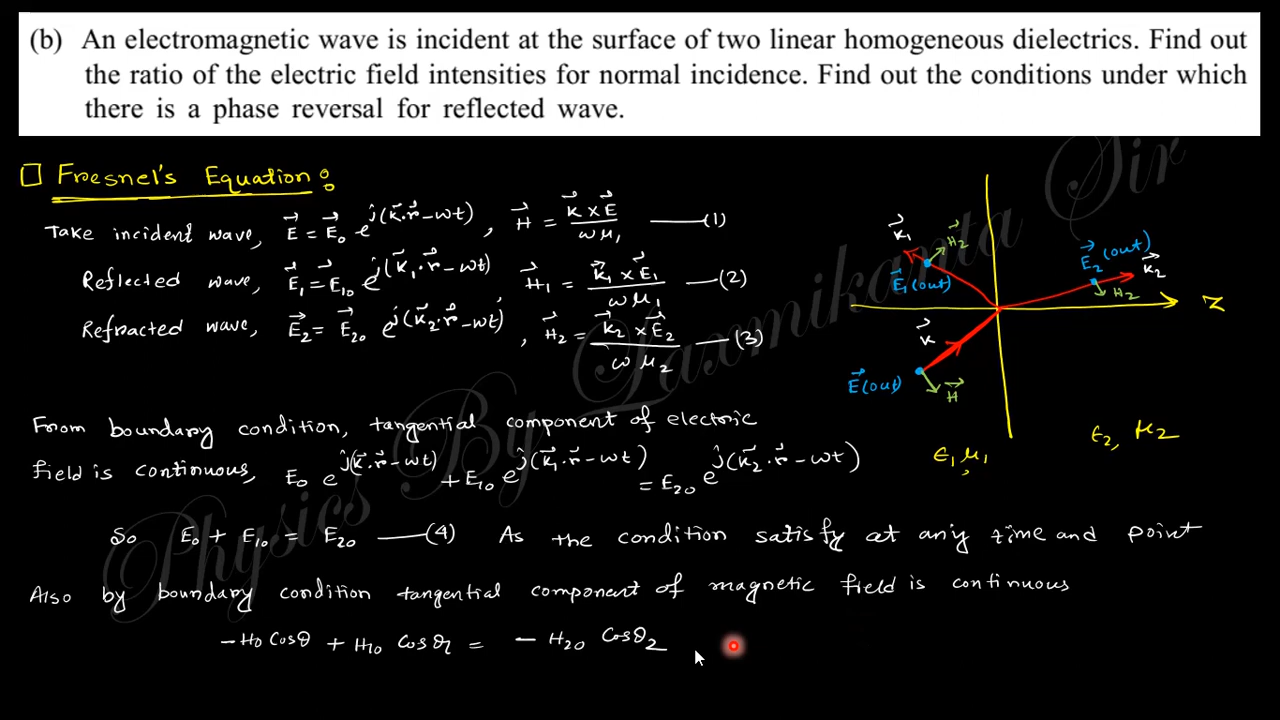 (b) An electromagnetic wave is incident at the surface of two linear homogeneous dielectrics. Find out
the ratio of the electric field intensities for normal incidence. Find out the conditions under which
there is a phase reversal for reflected wave.
□ Fresnel's Equation:
Take incident wave, E⃗ = E⃗₀ e^{j(k⃗·r⃗-ωt)}, H⃗ = (k⃗ × E⃗)/(ωμ₁) —(1)
Reflected wave, E⃗₁ = E⃗₁₀ e^{j(k⃗₁·r⃗-ωt)}, H⃗₁ = (k⃗₁ × E⃗₁)/(ωμ₁) —(2)
Refracted wave, E⃗₂ = E⃗₂₀ e^{j(k⃗₂·r⃗-ωt)}, H⃗₂ = (k⃗₂ × E⃗₂)/(ωμ₂) —(3)
k⃗₁
H⃗₂
E⃗₁(out)
E⃗₂(out)
k⃗₂
H₂
z
k⃗
E⃗(out)
H⃗
ϵ₁, μ₁
ϵ₂, μ₂
From boundary condition, tangential component of electric
field is continuous, E₀ e^{j(k⃗·r⃗-ωt)} + E₁₀ e^{j(k⃗₁·r⃗-ωt)} = E₂₀ e^{j(k⃗₂·r⃗-ωt)}
So E₀ + E₁₀ = E₂₀ —(4) As the condition satisfy at any time and point
Also by boundary condition tangential component of magnetic field is continuous
-H₀ Cosθ + H₁₀ Cosθ₁ = - H₂₀ Cosθ₂
Physics By Laxmikanta Sir